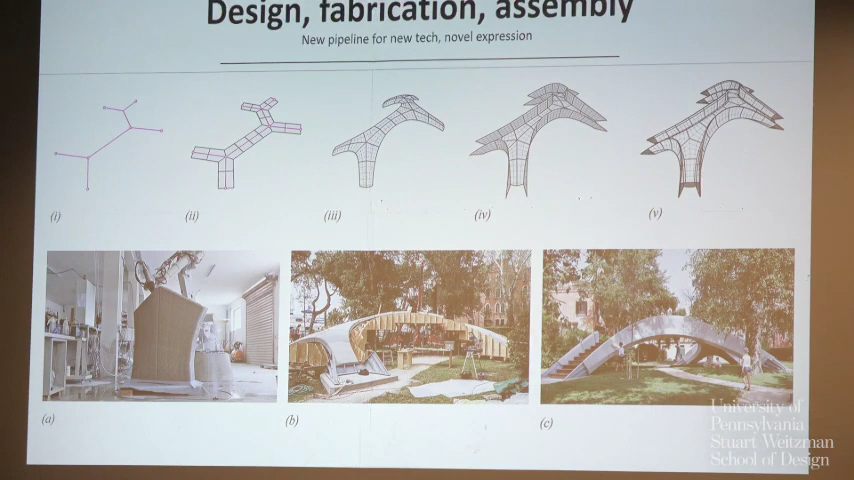 Design, fabrication, assembly
New pipeline for new tech, novel expression
(i)
(ii)
(iii)
(iv)
(v)
(a)
(b)
(c)
University of
Pennsylvania
Stuart Weitzman
School of Design